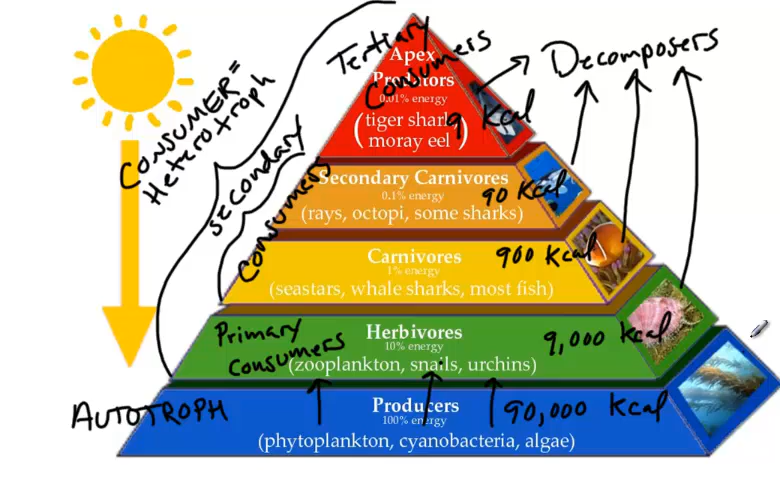 Tertiary
Consumers
Apex
Predators
0.01% energy
(tiger shark
moray eel)
9 Kcal
Decomposers
CONSUMER =
Heterotroph
secondary
Consumers
Secondary Carnivores
0.1% energy
(rays, octopi, some sharks)
90 Kcal
Carnivores
1% energy
(seastars, whale sharks, most fish)
900 Kcal
Primary
Consumers
Herbivores
10% energy
(zooplankton, snails, urchins)
9,000 Kcal
AUTOTROPH
Producers
100% energy
(phytoplankton, cyanobacteria, algae)
90,000 Kcal